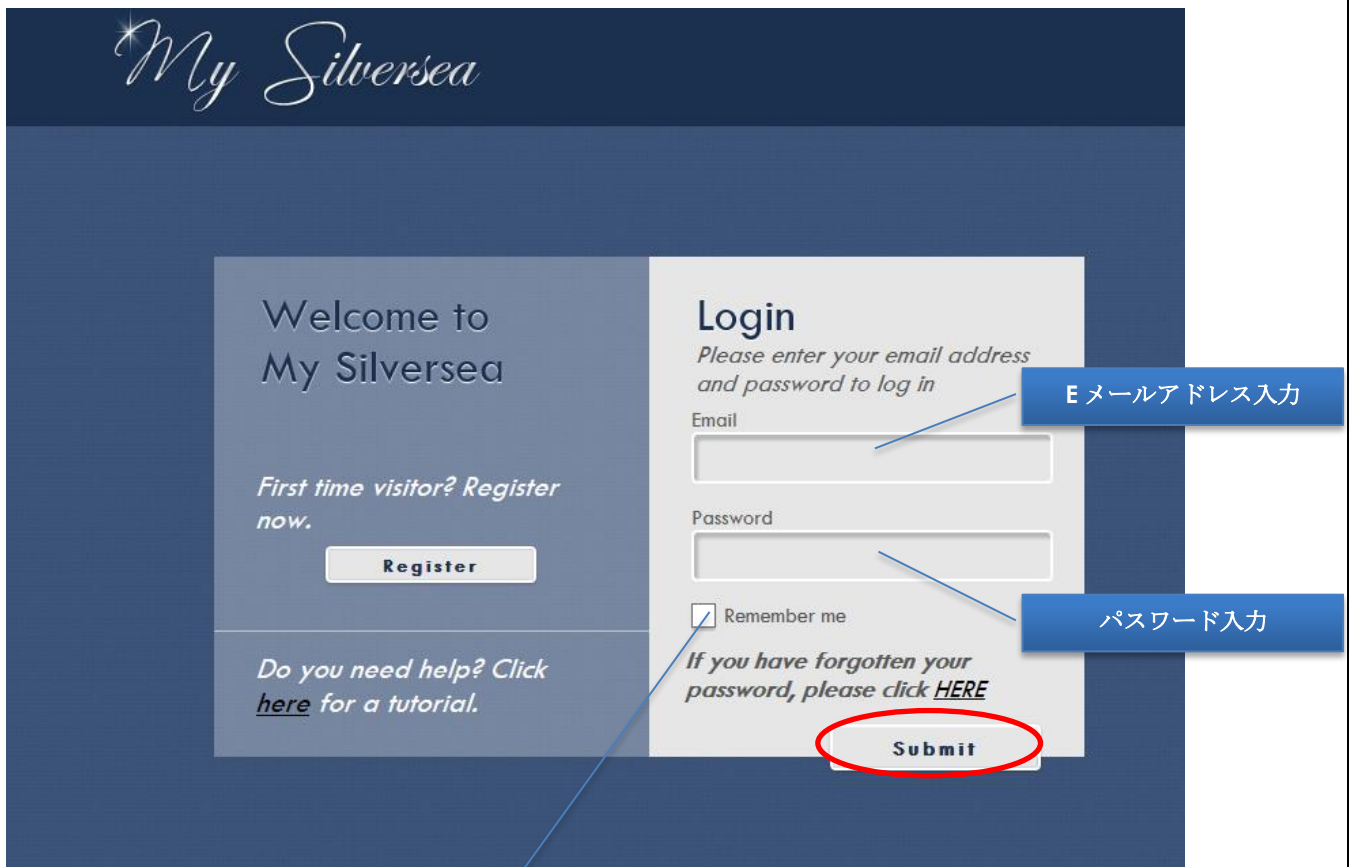 My Silversea
Welcome to
My Silversea
First time visitor? Register
now.
Register
Do you need help? Click
here for a tutorial.
Login
Please enter your email address
and password to log in
Email
Password
Remember me
If you have forgotten your
password, please click HERE
Submit
E メールアドレス入力
パスワード入力